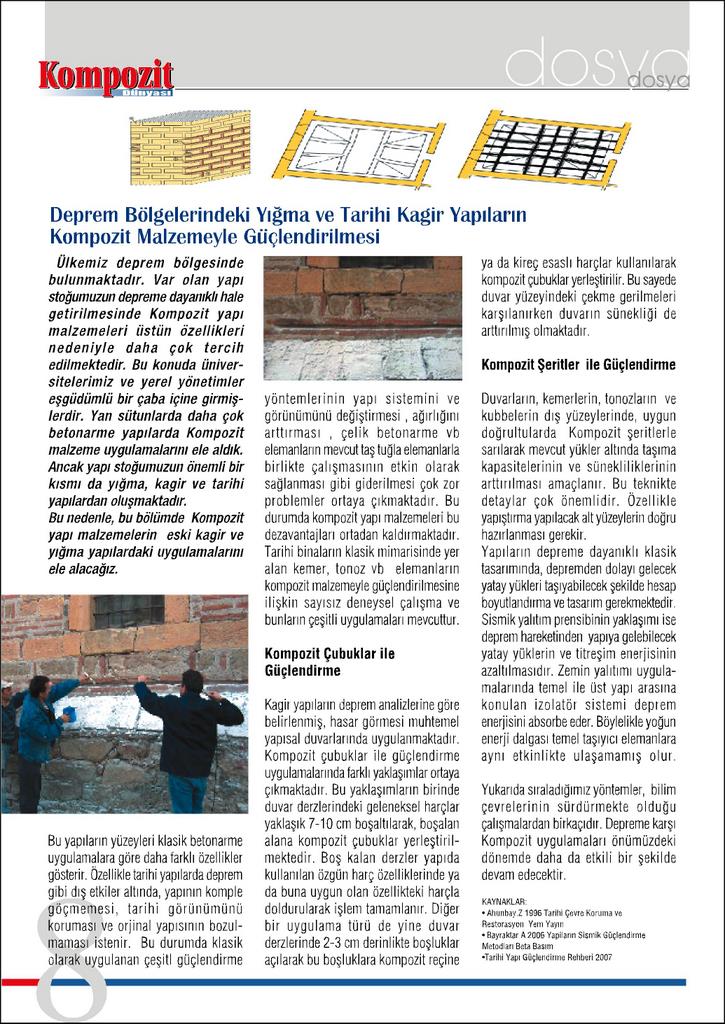 dosya
dosya
Kompozit
Dünyası
Deprem Bölgelerindeki Yığma ve Tarihi Kagir Yapıların
Kompozit Malzemeyle Güçlendirilmesi
Ülkemiz deprem bölgesinde
bulunmaktadır. Var olan yapı
stoğumuzun depreme dayanıklı hale
getirilmesinde Kompozit yapı
malzemeleri üstün özellikleri
nedeniyle daha çok tercih
edilmektedir. Bu konuda üniver-
sitelerimiz ve yerel yönetimler
eşgüdümlü bir çaba içine girmiş-
lerdir. Yan sütunlarda daha çok
betonarme yapılarda Kompozit
malzeme uygulamalarını ele aldık.
Ancak yapı stoğumuzun önemli bir
kısmı da yığma, kagir ve tarihi
yapılardan oluşmaktadır.
Bu nedenle, bu bölümde Kompozit
yapı malzemelerin eski kagir ve
yığma yapılardaki uygulamalarını
ele alacağız.
Bu yapıların yüzeyleri klasik betonarme
uygulamalara göre daha farklı özellikler
gösterir. Özellikle tarihi yapılarda deprem
gibi dış etkiler altında, yapının komple
göçmemesi, tarihi görünümünü
koruması ve orjinal yapısının bozul-
maması istenir. Bu durumda klasik
olarak uygulanan çeşitl güçlendirme
yöntemlerinin yapı sistemini ve
görünümünü değiştirmesi , ağırlığını
arttırması , çelik betonarme vb
elemanların mevcut taş tuğla elemanlarla
birlikte çalışmasının etkin olarak
sağlanması gibi giderilmesi çok zor
problemler ortaya çıkmaktadır. Bu
durumda kompozit yapı malzemeleri bu
dezavantajları ortadan kaldırmaktadır.
Tarihi binaların klasik mimarisinde yer
alan kemer, tonoz vb elemanların
kompozit malzemeyle güçlendirilmesine
ilişkin sayısız deneysel çalışma ve
bunların çeşitli uygulamaları mevcuttur.
Kompozit Çubuklar ile
Güçlendirme
Kagir yapıların deprem analizlerine göre
belirlenmiş, hasar görmesi muhtemel
yapısal duvarlarında uygulanmaktadır.
Kompozit çubuklar ile güçlendirme
uygulamalarında farklı yaklaşımlar ortaya
çıkmaktadır. Bu yaklaşımların birinde
duvar derzlerindeki geleneksel harçlar
yaklaşık 7-10 cm boşaltılarak, boşalan
alana kompozit çubuklar yerleştiril-
mektedir. Boş kalan derzler yapıda
kullanılan özgün harç özelliklerinde ya
da buna uygun olan özellikteki harçla
doldurularak işlem tamamlanır. Diğer
bir uygulama türü de yine duvar
derzlerinde 2-3 cm derinlikte boşluklar
açılarak bu boşluklara kompozit reçine
ya da kireç esaslı harçlar kullanılarak
kompozit çubuklar yerleştirilir. Bu sayede
duvar yüzeyindeki çekme gerilmeleri
karşılanırken duvarın sünekliği de
arttırılmış olmaktadır.
Kompozit Şeritler ile Güçlendirme
Duvarların, kemerlerin, tonozların ve
kubbelerin dış yüzeylerinde, uygun
doğrultularda Kompozit şeritlerle
sarılarak mevcut yükler altında taşıma
kapasitelerinin ve sünekliliklerinin
arttırılması amaçlanır. Bu teknikte
detaylar çok önemlidir. Özellikle
yapıştırma yapılacak alt yüzeylerin doğru
hazırlanması gerekir.
Yapıların depreme dayanıklı klasik
tasarımında, depremden dolayı gelecek
yatay yükleri taşıyabilecek şekilde hesap
boyutlandırma ve tasarım gerekmektedir.
Sismik yalıtım prensibinin yaklaşımı ise
deprem hareketinden yapıya gelebilecek
yatay yüklerin ve titreşim enerjisinin
azaltılmasıdır. Zemin yalıtımı uygula-
malarında temel ile üst yapı arasına
konulan izolatör sistemi deprem
enerjisini absorbe eder. Böylelikle yoğun
enerji dalgası temel taşıyıcı elemanlara
aynı etkinlikte ulaşamamış olur.
Yukarıda sıraladığımız yöntemler, bilim
çevrelerinin sürdürmekte olduğu
çalışmalardan birkaçıdır. Depreme karşı
Kompozit uygulamaları önümüzdeki
dönemde daha da etkili bir şekilde
devam edecektir.
KAYNAKLAR:
• Ahunbay.Z 1996 Tarihi Çevre Koruma ve
Restorasyon Yem Yayın
• Bayraktar A 2006 Yapıların Sismik Güçlendirme
Metodları Beta Basım
•Tarihi Yapı Güçlendirme Rehberi 2007
8